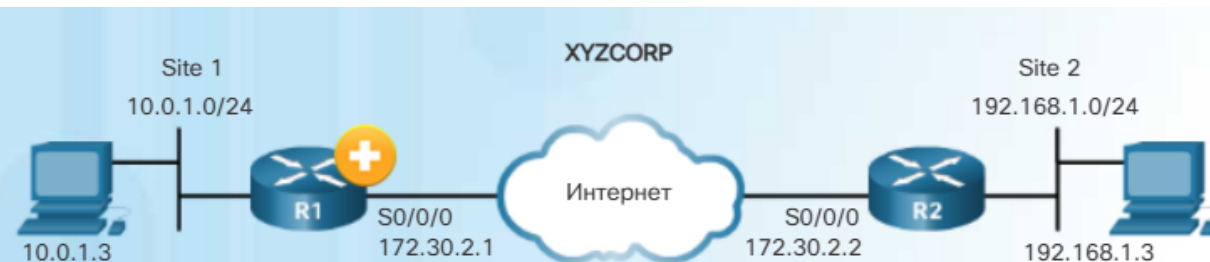 XYZCORP
Site 1
10.0.1.0/24
Site 2
192.168.1.0/24
R1
S0/0/0
172.30.2.1
Интернет
S0/0/0
172.30.2.2
R2
10.0.1.3
192.168.1.3